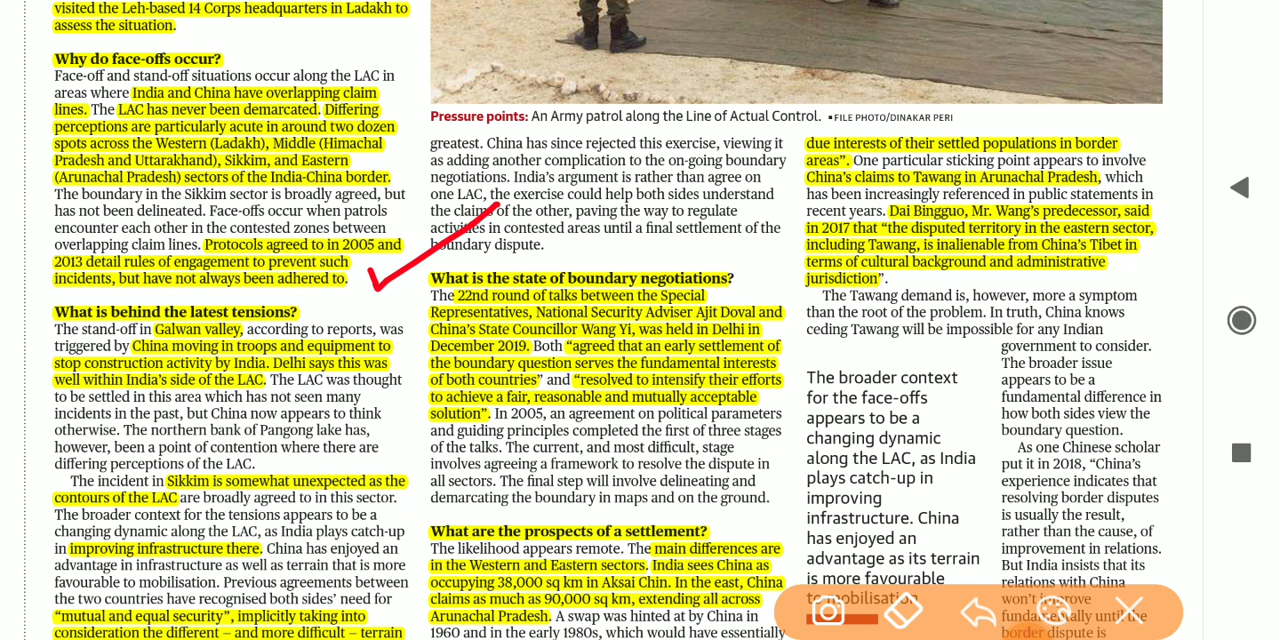 visited the Leh-based 14 Corps headquarters in Ladakh to
assess the situation.
Why do face-offs occur?
Face-off and stand-off situations occur along the LAC in
areas where India and China have overlapping claim
lines. The LAC has never been demarcated. Differing
perceptions are particularly acute in around two dozen
spots across the Western (Ladakh), Middle (Himachal
Pradesh and Uttarakhand), Sikkim, and Eastern
(Arunachal Pradesh) sectors of the India-China border.
The boundary in the Sikkim sector is broadly agreed, but
has not been delineated. Face-offs occur when patrols
encounter each other in the contested zones between
overlapping claim lines. Protocols agreed to in 2005 and
2013 detail rules of engagement to prevent such
incidents, but have not always been adhered to.
What is behind the latest tensions?
The stand-off in Galwan valley, according to reports, was
triggered by China moving in troops and equipment to
stop construction activity by India. Delhi says this was
well within India's side of the LAC. The LAC was thought
to be settled in this area which has not seen many
incidents in the past, but China now appears to think
otherwise. The northern bank of Pangong lake has,
however, been a point of contention where there are
differing perceptions of the LAC.
The incident in Sikkim is somewhat unexpected as the
contours of the LAC are broadly agreed to in this sector.
The broader context for the tensions appears to be a
changing dynamic along the LAC, as India plays catch-up
in improving infrastructure there. China has enjoyed an
advantage in infrastructure as well as terrain that is more
favourable to mobilisation. Previous agreements between
the two countries have recognised both sides' need for
"mutual and equal security", implicitly taking into
consideration the different – and more difficult – terrain
Pressure points: An Army patrol along the Line of Actual Control. ▪FILE PHOTO/DINAKAR PERI
greatest. China has since rejected this exercise, viewing it
as adding another complication to the on-going boundary
negotiations. India's argument is rather than agree on
one LAC, the exercise could help both sides understand
the claims of the other, paving the way to regulate
activities in contested areas until a final settlement of the
boundary dispute.
What is the state of boundary negotiations?
The 22nd round of talks between the Special
Representatives, National Security Adviser Ajit Doval and
China's State Councillor Wang Yi, was held in Delhi in
December 2019. Both "agreed that an early settlement of
the boundary question serves the fundamental interests
of both countries" and "resolved to intensify their efforts
to achieve a fair, reasonable and mutually acceptable
solution". In 2005, an agreement on political parameters
and guiding principles completed the first of three stages
of the talks. The current, and most difficult, stage
involves agreeing a framework to resolve the dispute in
all sectors. The final step will involve delineating and
demarcating the boundary in maps and on the ground.
What are the prospects of a settlement?
The likelihood appears remote. The main differences are
in the Western and Eastern sectors. India sees China as
occupying 38,000 sq km in Aksai Chin. In the east, China
claims as much as 90,000 sq km, extending all across
Arunachal Pradesh. A swap was hinted at by China in
1960 and in the early 1980s, which would have essentially
due interests of their settled populations in border
areas". One particular sticking point appears to involve
China's claims to Tawang in Arunachal Pradesh, which
has been increasingly referenced in public statements in
recent years. Dai Bingguo, Mr. Wang's predecessor, said
in 2017 that "the disputed territory in the eastern sector,
including Tawang, is inalienable from China's Tibet in
terms of cultural background and administrative
jurisdiction".
The Tawang demand is, however, more a symptom
than the root of the problem. In truth, China knows
ceding Tawang will be impossible for any Indian
government to consider.
The broader issue
appears to be a
fundamental difference in
how both sides view the
boundary question.
As one Chinese scholar
put it in 2018, "China's
experience indicates that
resolving border disputes
is usually the result,
rather than the cause, of
improvement in relations.
But India insists that its
relations with China
won't improve
fundamentally until the
border dispute is
The broader context
for the face-offs
appears to be a
changing dynamic
along the LAC, as India
plays catch-up in
improving
infrastructure. China
has enjoyed an
advantage as its terrain
is more favourable
to mobilisation